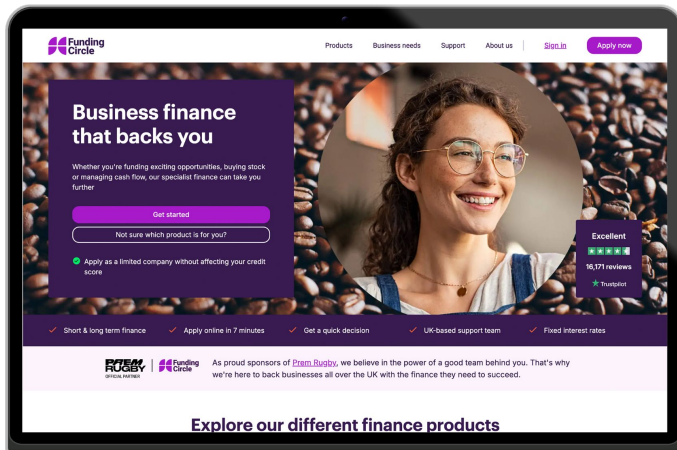 Funding
Circle
Products
Business needs
Support
About us
Sign in
Apply now
Business finance
that backs you
Whether you're funding exciting opportunities, buying stock
or managing cash flow, our specialist finance can take you
further
Get started
Not sure which product is for you?
Apply as a limited company without affecting your credit
score
Excellent
16,171 reviews
Trustpilot
Short & long term finance
Apply online in 7 minutes
Get a quick decision
UK-based support team
Fixed interest rates
PREM
RUGBY
OFFICIAL PARTNER
Funding
Circle
As proud sponsors of Prem Rugby, we believe in the power of a good team behind you. That's why
we're here to back businesses all over the UK with the finance they need to succeed.
Explore our different finance products